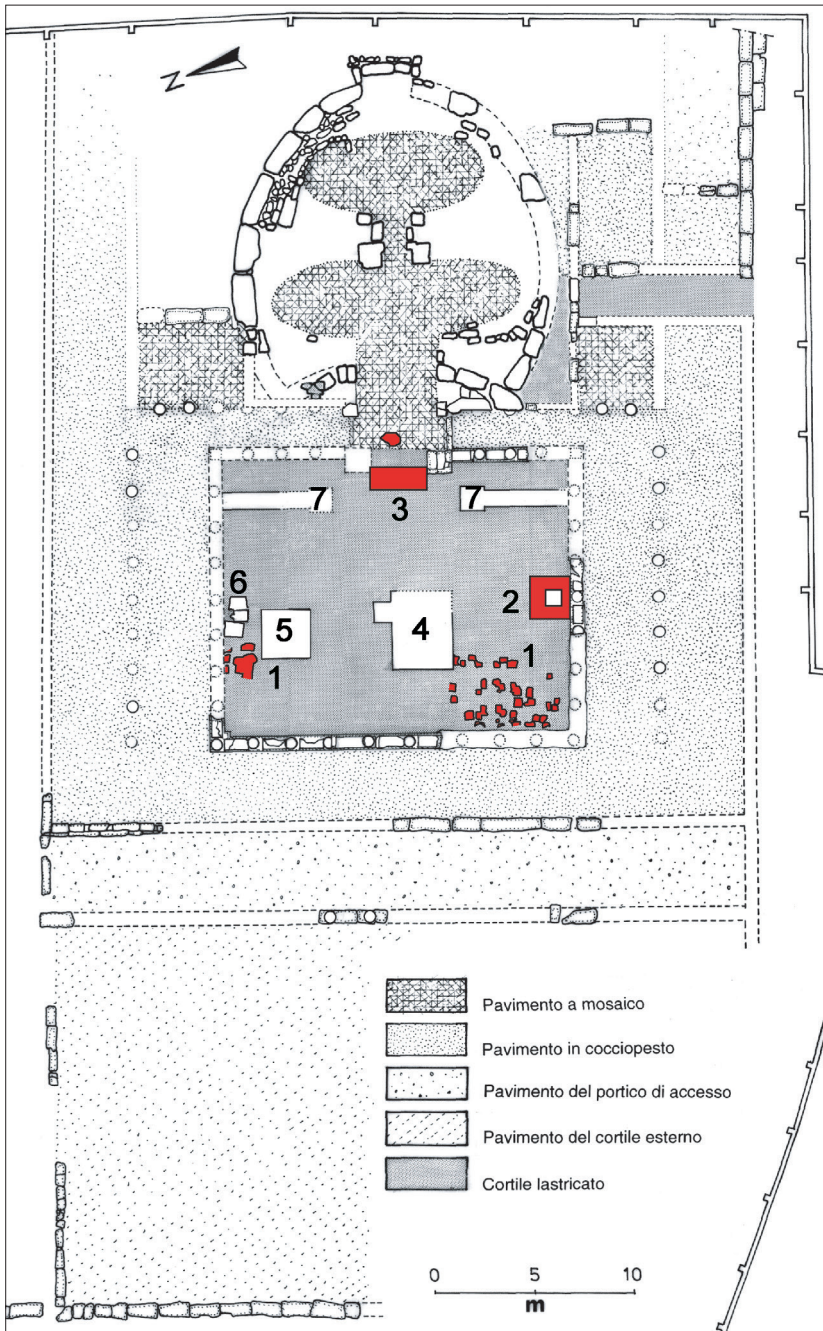 N
7
7
3
6
2
5
4
1
1
Pavimento a mosaico
Pavimento in cocciopesto
Pavimento del portico di accesso
Pavimento del cortile esterno
Cortile lastricato
0 5 10
m